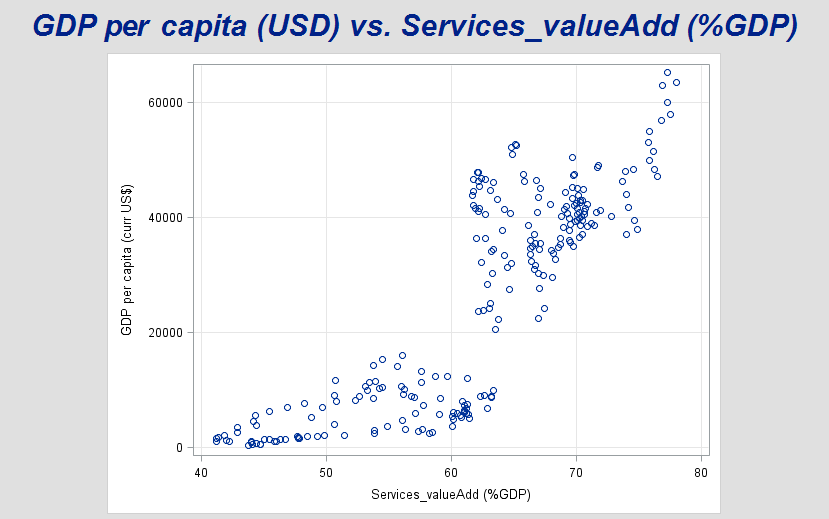 GDP per capita (USD) vs. Services_valueAdd (%GDP)
60000
40000
20000
0
GDP per capita (curr US$)
40 50 60 70 80
Services_valueAdd (%GDP)